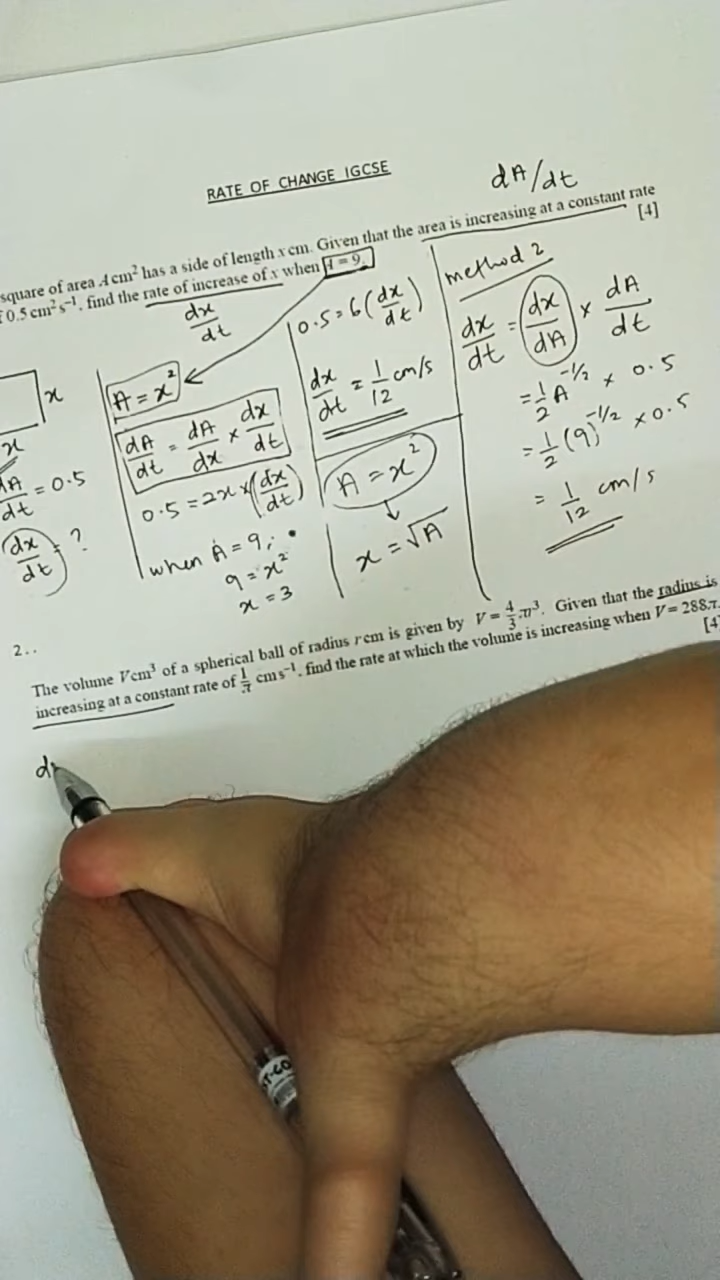 RATE OF CHANGE IGCSE
dA/dt
square of area A cm² has a side of length x cm. Given that the area is increasing at a constant rate
0.5 cm² s⁻¹, find the rate of increase of x when A = 9.
[4]
dx/dt
x
x
dA/dt = 0.5
dx/dt = ?
A = x²
dA/dt = dA/dx × dx/dt
0.5 = 2x × (dx/dt)
when A = 9,
9 = x²
x = 3
0.5 = 6 (dx/dt)
dx/dt = 1/12 cm/s
A = x²
x = √A
method 2
dx/dt = dx/dA × dA/dt
= 1/2 A^-1/2 × 0.5
= 1/2 (9)^-1/2 × 0.5
= 1/12 cm/s
2..
The volume V cm³ of a spherical ball of radius r cm is given by V = 4/3 πr³. Given that the radius is
increasing at a constant rate of 1/π cm s⁻¹, find the rate at which the volume is increasing when V = 288π.
[4]